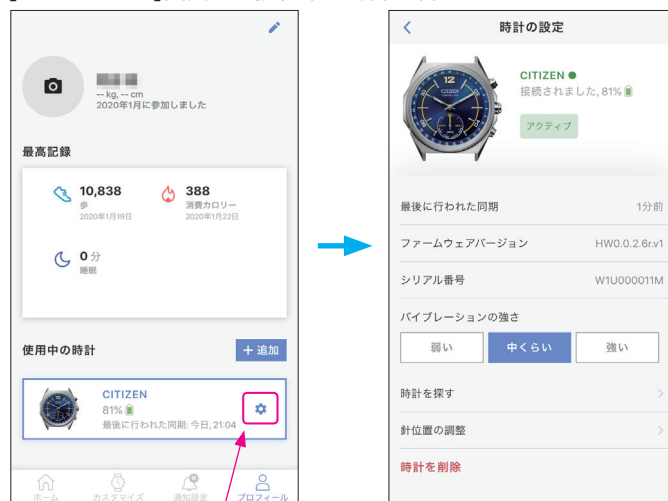 -- kg, -- cm
2020年1月に参加しました
最高記録
10,838
歩
2020年1月19日
388
消費カロリー
2020年1月22日
0 分
睡眠
使用中の時計
+ 追加
CITIZEN
81%
最後に行われた同期: 今日, 21:04
ホーム
カスタマイズ
通知設定
プロフィール
時計の設定
12
CITIZEN
CITIZEN
接続されました, 81%
アクティブ
最後に行われた同期
1分前
ファームウェアバージョン
HW0.0.2.6r.v1
シリアル番号
W1U000011M
バイブレーションの強さ
弱い
中くらい
強い
時計を探す
針位置の調整
時計を削除